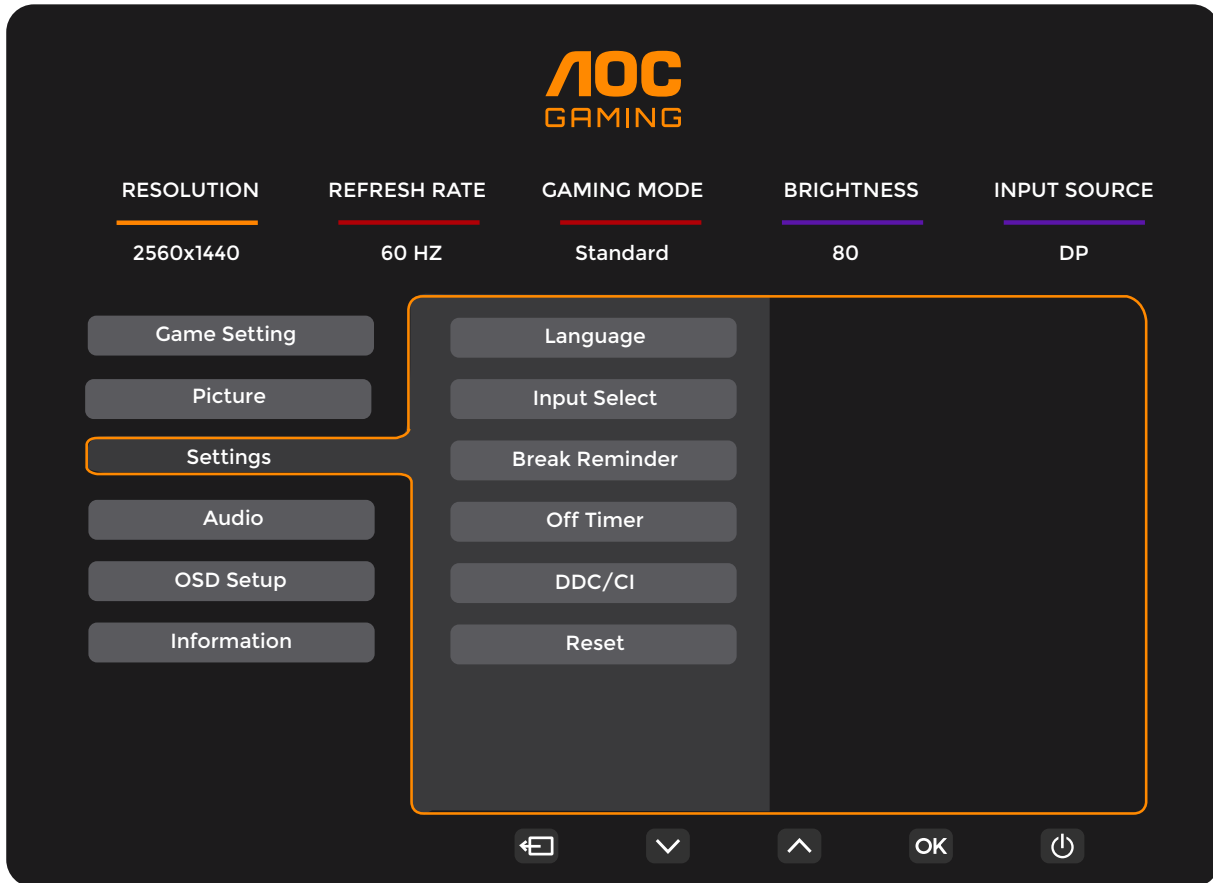 AOC
GAMING
RESOLUTION REFRESH RATE GAMING MODE BRIGHTNESS INPUT SOURCE
2560x1440 60 HZ Standard 80 DP
Game Setting
Picture
Settings
Audio
OSD Setup
Information
Language
Input Select
Break Reminder
Off Timer
DDC/CI
Reset
OK